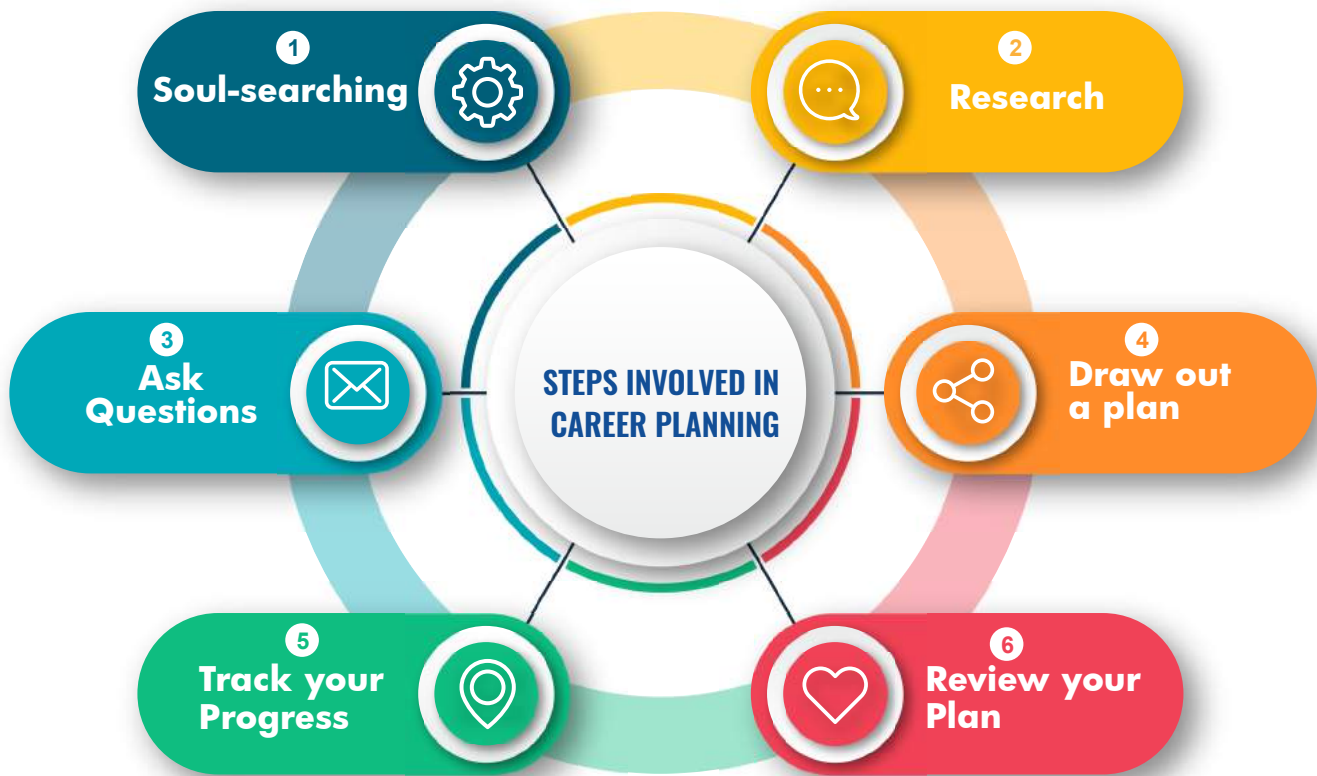 1
Soul-searching
2
Research
3
Ask
Questions
STEPS INVOLVED IN
CAREER PLANNING
4
Draw out
a plan
5
Track your
Progress
6
Review your
Plan